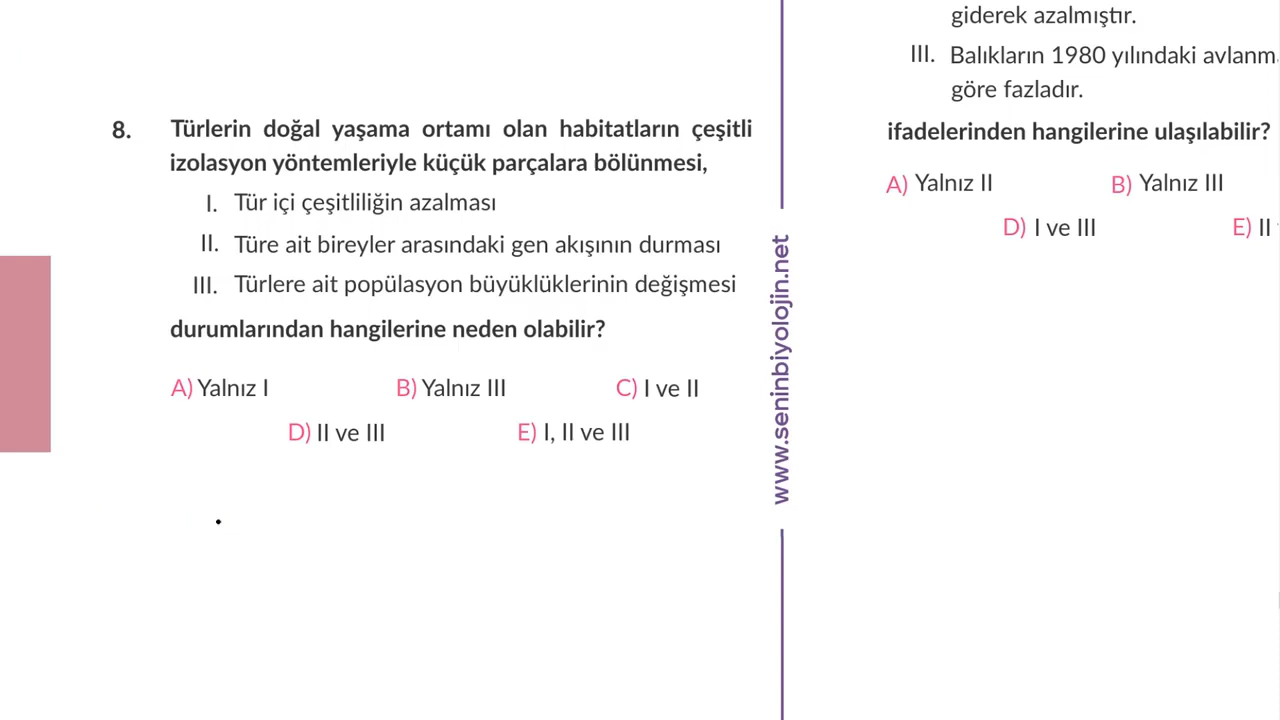 8. Türlerin doğal yaşama ortamı olan habitatların çeşitli
izolasyon yöntemleriyle küçük parçalara bölünmesi,
I. Tür içi çeşitliliğin azalması
II. Türe ait bireyler arasındaki gen akışının durması
III. Türlere ait popülasyon büyüklüklerinin değişmesi
durumlarından hangilerine neden olabilir?
A) Yalnız I B) Yalnız III C) I ve II
D) II ve III E) I, II ve III
www.seninbiyolojin.net
giderek azalmıştır.
III. Balıkların 1980 yılındaki
göre fazladır.
ifadelerinden hangilerine ulaşılabilir?
A) Yalnız II B) Yalnız III
D) I ve III E) II